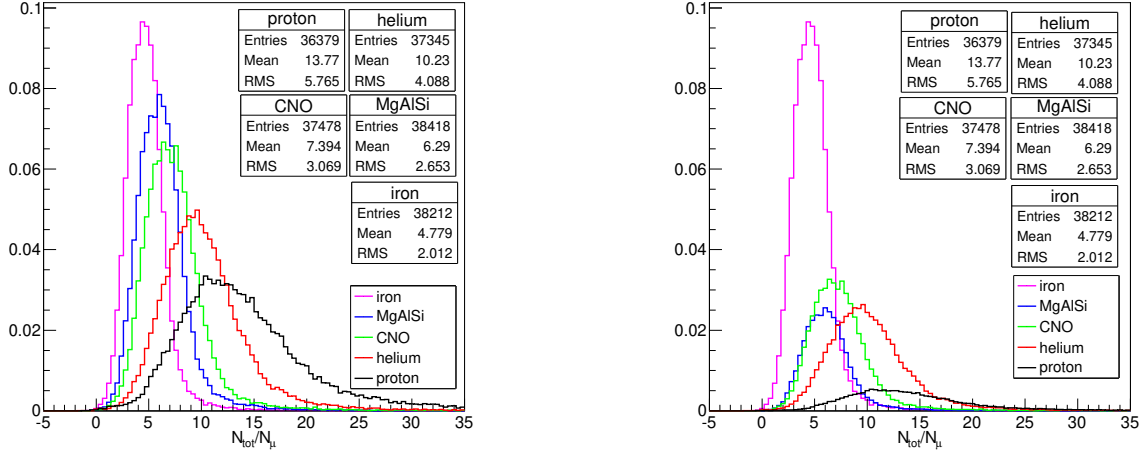 0.1
0.08
0.06
0.04
0.02
0
-5 0 5 10 15 20 25 30 35
N_tot/N_μ
proton
Entries 36379
Mean 13.77
RMS 5.765
helium
Entries 37345
Mean 10.23
RMS 4.088
CNO
Entries 37478
Mean 7.394
RMS 3.069
MgAlSi
Entries 38418
Mean 6.29
RMS 2.653
iron
Entries 38212
Mean 4.779
RMS 2.012
iron
MgAlSi
CNO
helium
proton
0.1
0.08
0.06
0.04
0.02
0
-5 0 5 10 15 20 25 30 35
N_tot/N_μ
proton
Entries 36379
Mean 13.77
RMS 5.765
helium
Entries 37345
Mean 10.23
RMS 4.088
CNO
Entries 37478
Mean 7.394
RMS 3.069
MgAlSi
Entries 38418
Mean 6.29
RMS 2.653
iron
Entries 38212
Mean 4.779
RMS 2.012
iron
MgAlSi
CNO
helium
proton